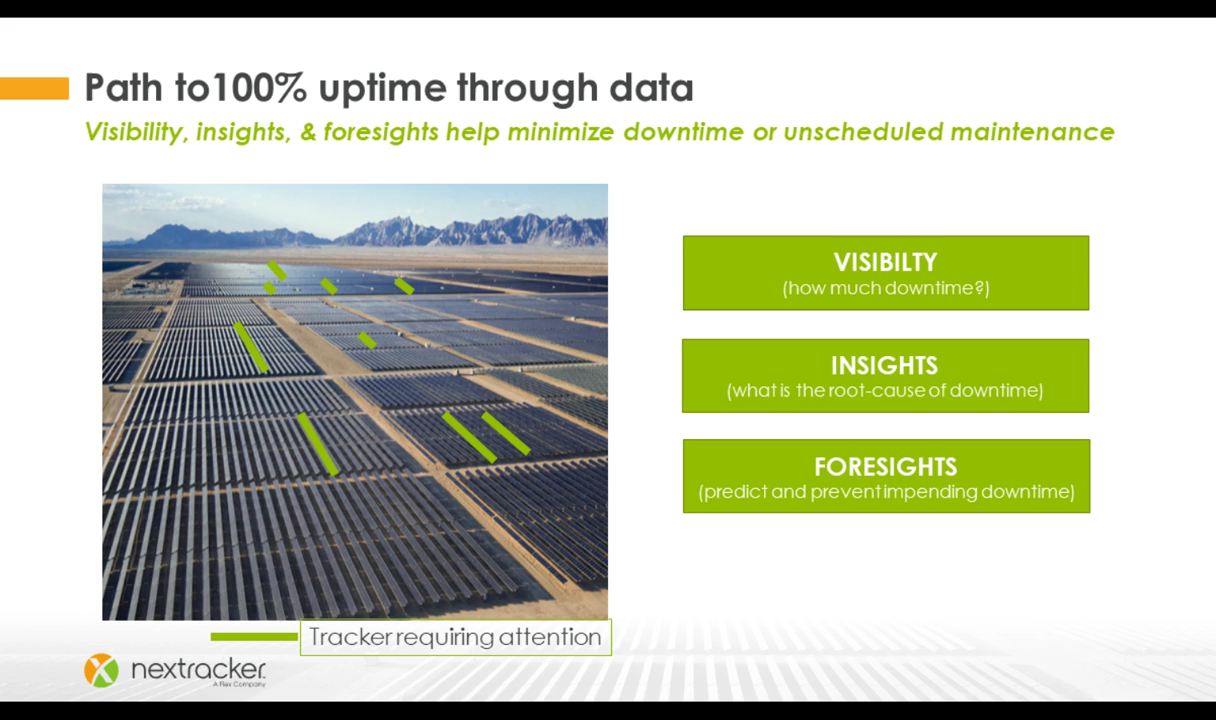 Path to100% uptime through data
Visibility, insights, & foresights help minimize downtime or unscheduled maintenance
VISIBILTY
(how much downtime?)
INSIGHTS
(what is the root-cause of downtime)
FORESIGHTS
(predict and prevent impending downtime)
Tracker requiring attention
nextracker.
A Flex Company